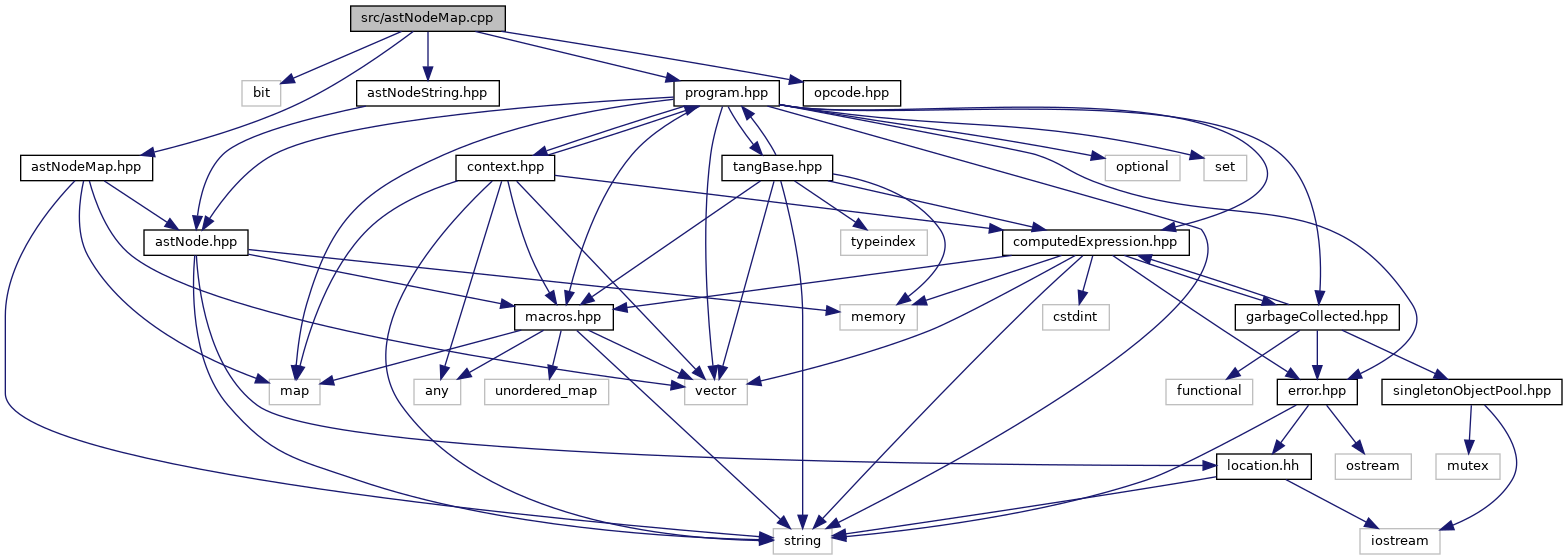 src/astNodeMap.cpp
bit
astNodeString.hpp
program.hpp
opcode.hpp
astNodeMap.hpp
context.hpp
tangBase.hpp
optional
set
astNode.hpp
typeindex
computedExpression.hpp
macros.hpp
memory
cstdint
garbageCollected.hpp
map
any
unordered_map
vector
functional
error.hpp
singletonObjectPool.hpp
location.hh
ostream
mutex
string
iostream